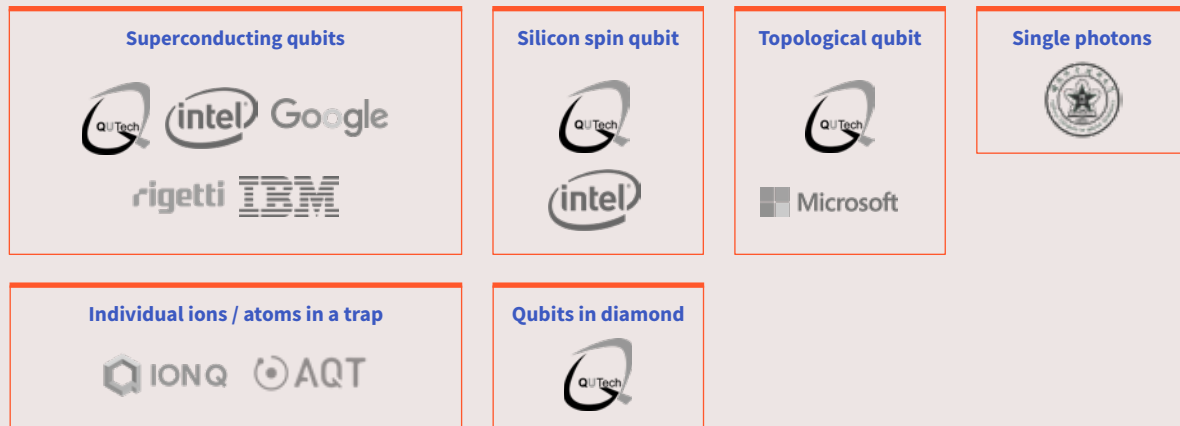 Superconducting qubits
QUTech
intel
Google
rigetti
IBM
Silicon spin qubit
QUTech
intel
Topological qubit
QUTech
Microsoft
Single photons
Individual ions / atoms in a trap
IONQ
AQT
Qubits in diamond
QUTech